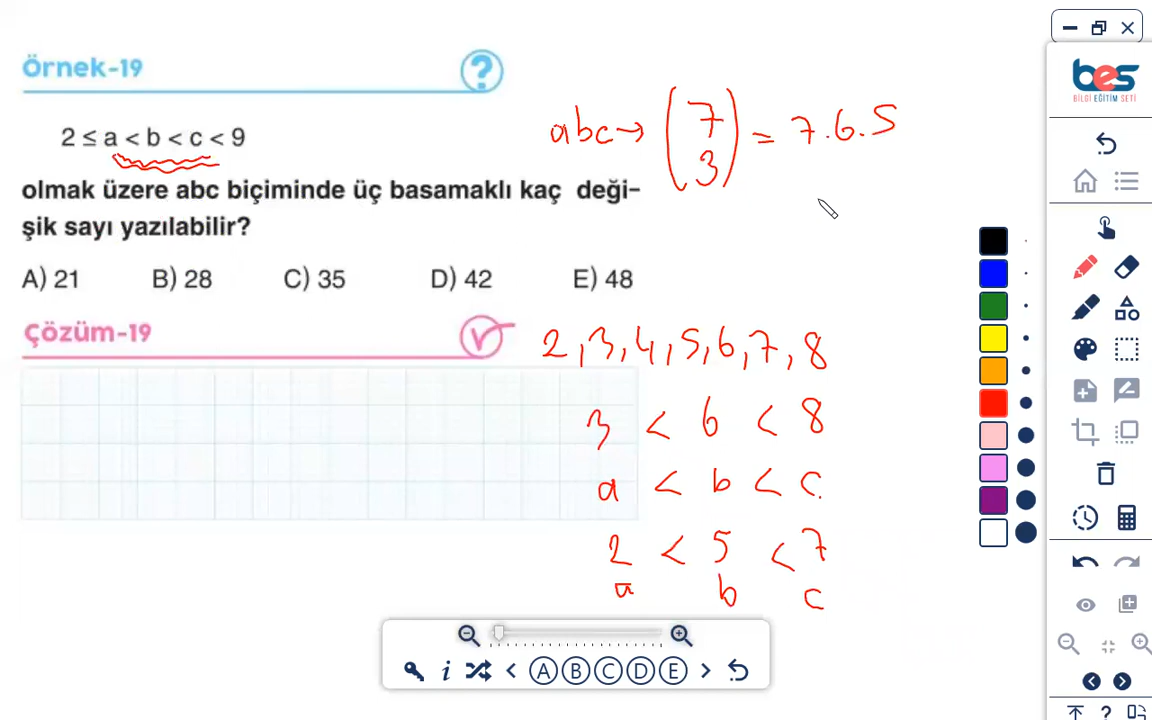 Örnek-19
?
2 ≤ a < b < c < 9
olmak üzere abc biçiminde üç basamaklı kaç deği-
şik sayı yazılabilir?
A) 21 B) 28 C) 35 D) 42 E) 48
Çözüm-19
abc → (7 3) = 7.6.5
2,3,4,5,6,7,8
3 < 6 < 8
a < b < c
2 < 5 < 7
a b c
bes
BİLGİ EĞİTİM SETİ
i < A B C D E >
?